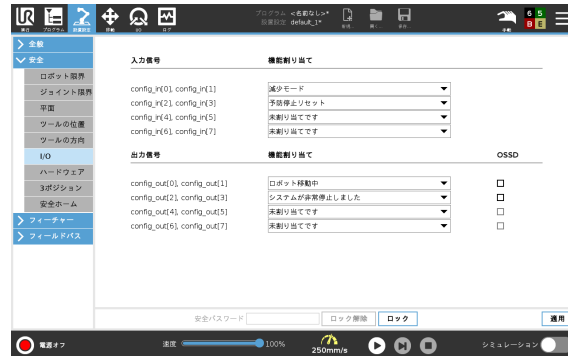 UR
プログラム <名前なし>*
設置設定 default_1*
実行 プログラム 設置設定 移動 I/O ログ 新規... 開く... 保存... 手動
6 5
B E
全般
安全
ロボット限界
ジョイント限界
平面
ツールの位置
ツールの方向
I/O
ハードウェア
3ポジション
安全ホーム
フィーチャー
フィールドバス
入力信号 機能割り当て
config_in[0], config_in[1] 減少モード
config_in[2], config_in[3] 予防停止リセット
config_in[4], config_in[5] 未割り当てです
config_in[6], config_in[7] 未割り当てです
出力信号 機能割り当て OSSD
config_out[0], config_out[1] ロボット移動中
config_out[2], config_out[3] システムが非常停止しました
config_out[4], config_out[5] 未割り当てです
config_out[6], config_out[7] 未割り当てです
安全パスワード ロック解除 ロック 適用
電源オフ 速度 100% 250mm/s シミュレーション